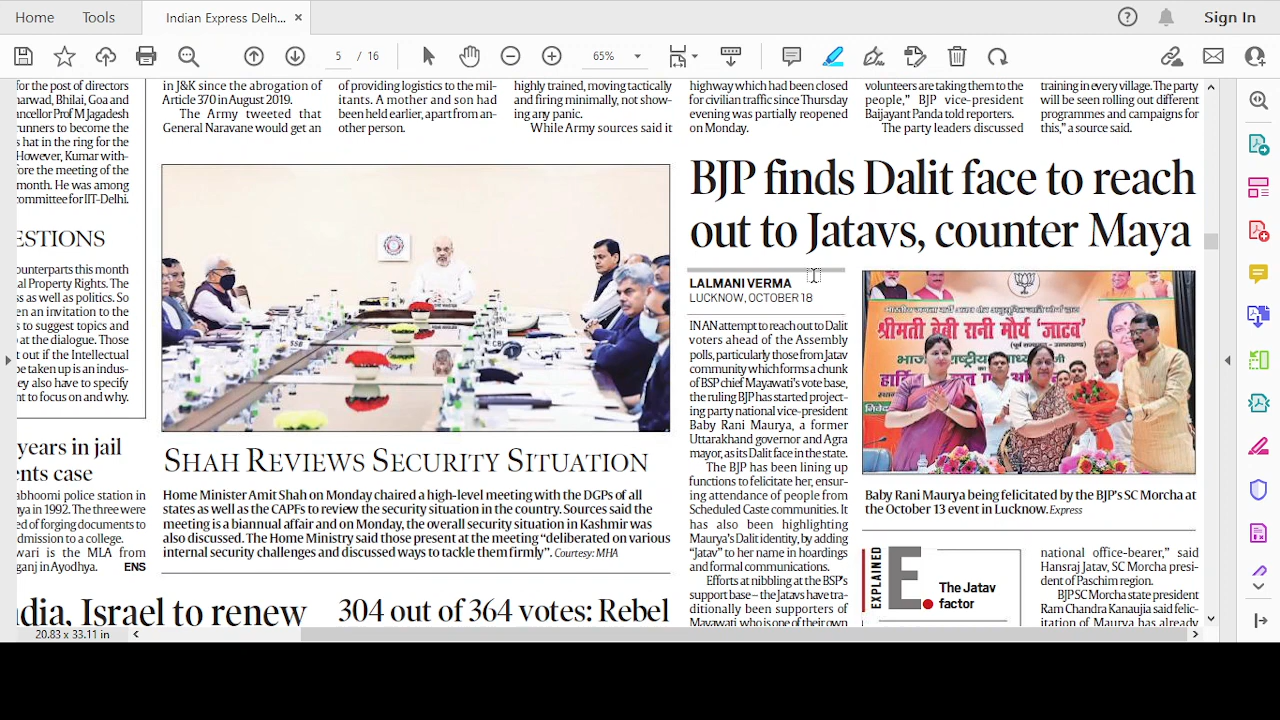 Home
Tools
Indian Express Delh...
Sign In
5 / 16
65%
for the post of directors
harwad, Bhilai, Goa and
ancellor Prof M Jagadesh
runners to become the
hat in the ring for the
However, Kumar with-
fore the meeting of the
month. He was among
committee for IIT-Delhi.
ESTIONS
ounterparts this month
al Property Rights. The
as well as politics. So
en an invitation to the
s to suggest topics and
at the dialogue. Those
out if the Intellectual
be taken up is an indus-
ey also have to specify
nt to focus on and why.
years in jail
ents case
abhoomi police station in
ya in 1992. The three were
ed of forging documents to
dmission to a college.
wari is the MLA from
ganj in Ayodhya. ENS
ndia, Israel to renew
in J&K since the abrogation of
Article 370 in August 2019.
The Army tweeted that
General Naravane would get an
of providing logistics to the mil-
itants. A mother and son had
been held earlier, apart from an-
other person.
highly trained, moving tactically
and firing minimally, not show-
ing any panic.
While Army sources said it
SHAH REVIEWS SECURITY SITUATION
Home Minister Amit Shah on Monday chaired a high-level meeting with the DGPs of all
states as well as the CAPFs to review the security situation in the country. Sources said the
meeting is a biannual affair and on Monday, the overall security situation in Kashmir was
also discussed. The Home Ministry said those present at the meeting “deliberated on various
internal security challenges and discussed ways to tackle them firmly”. Courtesy: MHA
304 out of 364 votes: Rebel
highway which had been closed
for civilian traffic since Thursday
evening was partially reopened
on Monday.
volunteers are taking them to the
people,” BJP vice-president
Baijayant Panda told reporters.
The party leaders discussed
training in every village. The party
will be seen rolling out different
programmes and campaigns for
this,” a source said.
BJP finds Dalit face to reach
out to Jatavs, counter Maya
LALMANI VERMA
LUCKNOW, OCTOBER 18
IN AN attempt to reach out to Dalit
voters ahead of the Assembly
polls, particularly those from Jatav
community which forms a chunk
of BSP chief Mayawati’s vote base,
the ruling BJP has started project-
ing party national vice-president
Baby Rani Maurya, a former
Uttarakhand governor and Agra
mayor, as its Dalit face in the state.
The BJP has been lining up
functions to felicitate her, ensur-
ing attendance of people from
Scheduled Caste communities. It
has also been highlighting
Maurya’s Dalit identity, by adding
“Jatav” to her name in hoardings
and formal communications.
Efforts at nibbling at the BSP’s
support base – the Jatavs have tra-
ditionally been supporters of
Mayawati, who is one of their own
श्रीमती बेबी रानी मौर्य ‘जाटव’
Baby Rani Maurya being felicitated by the BJP’s SC Morcha at
the October 13 event in Lucknow. Express
EXPLAINED
E.
The Jatav
factor
national office-bearer,” said
Hansraj Jatav, SC Morcha presi-
dent of Paschim region.
BJP SC Morcha state president
Ram Chandra Kanaujia said felic-
itation of Maurya has already
20.83 x 33.11 in